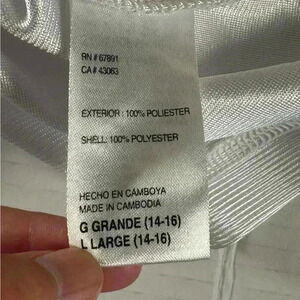 RN # 67891
CA # 43063
EXTERIOR : 100% POLIESTER
SHELL: 100% POLYESTER
HECHO EN CAMBOYA
MADE IN CAMBODIA
G GRANDE (14-16)
L LARGE (14-16)